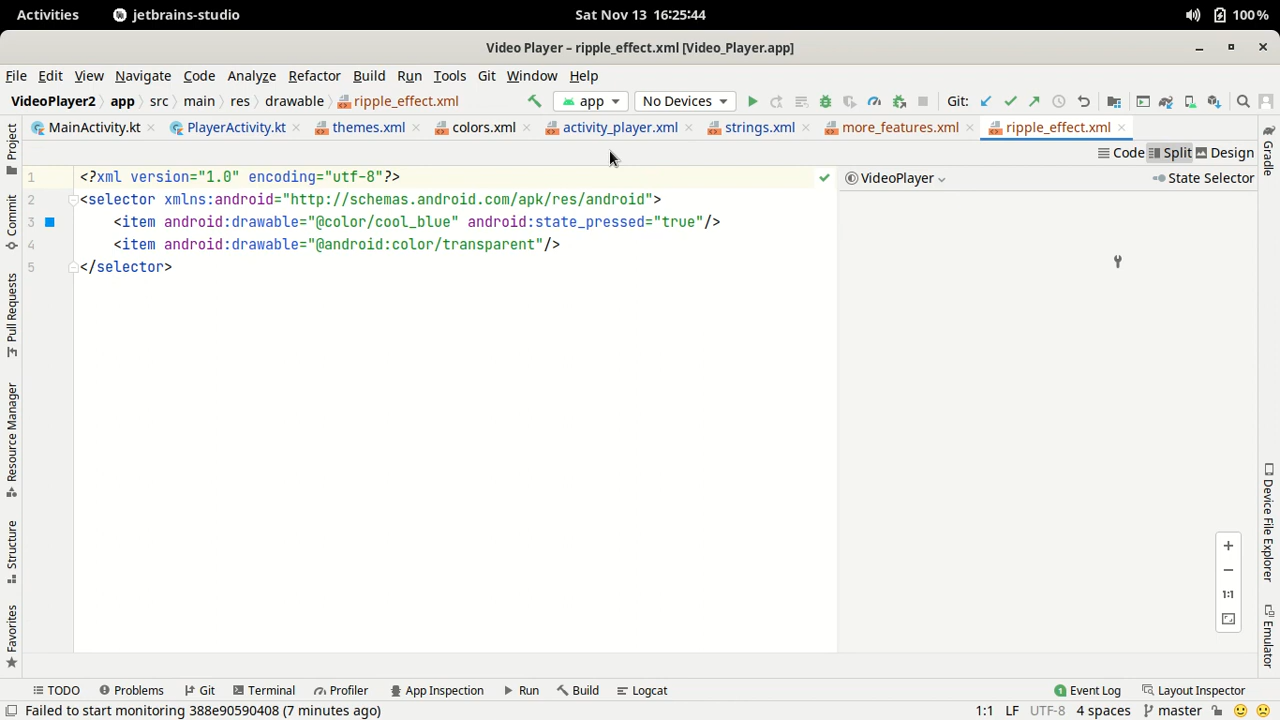 Activities jetbrains-studio Sat Nov 13 16:25:44 100%
Video Player – ripple_effect.xml [Video_Player.app]
File Edit View Navigate Code Analyze Refactor Build Run Tools Git Window Help
VideoPlayer2 app src main res drawable ripple_effect.xml app No Devices Git:
MainActivity.kt PlayerActivity.kt themes.xml colors.xml activity_player.xml strings.xml more_features.xml ripple_effect.xml
Code Split Design
VideoPlayer State Selector
1 <?xml version="1.0" encoding="utf-8"?>
2 <selector xmlns:android="http://schemas.android.com/apk/res/android">
3 <item android:drawable="@color/cool_blue" android:state_pressed="true"/>
4 <item android:drawable="@android:color/transparent"/>
5 </selector>
Project
Commit
Pull Requests
Resource Manager
Structure
Favorites
Gradle
Device File Explorer
Emulator
1:1
TODO Problems Git Terminal Profiler App Inspection Run Build Logcat 1 Event Log Layout Inspector
Failed to start monitoring 388e90590408 (7 minutes ago) 1:1 LF UTF-8 4 spaces master